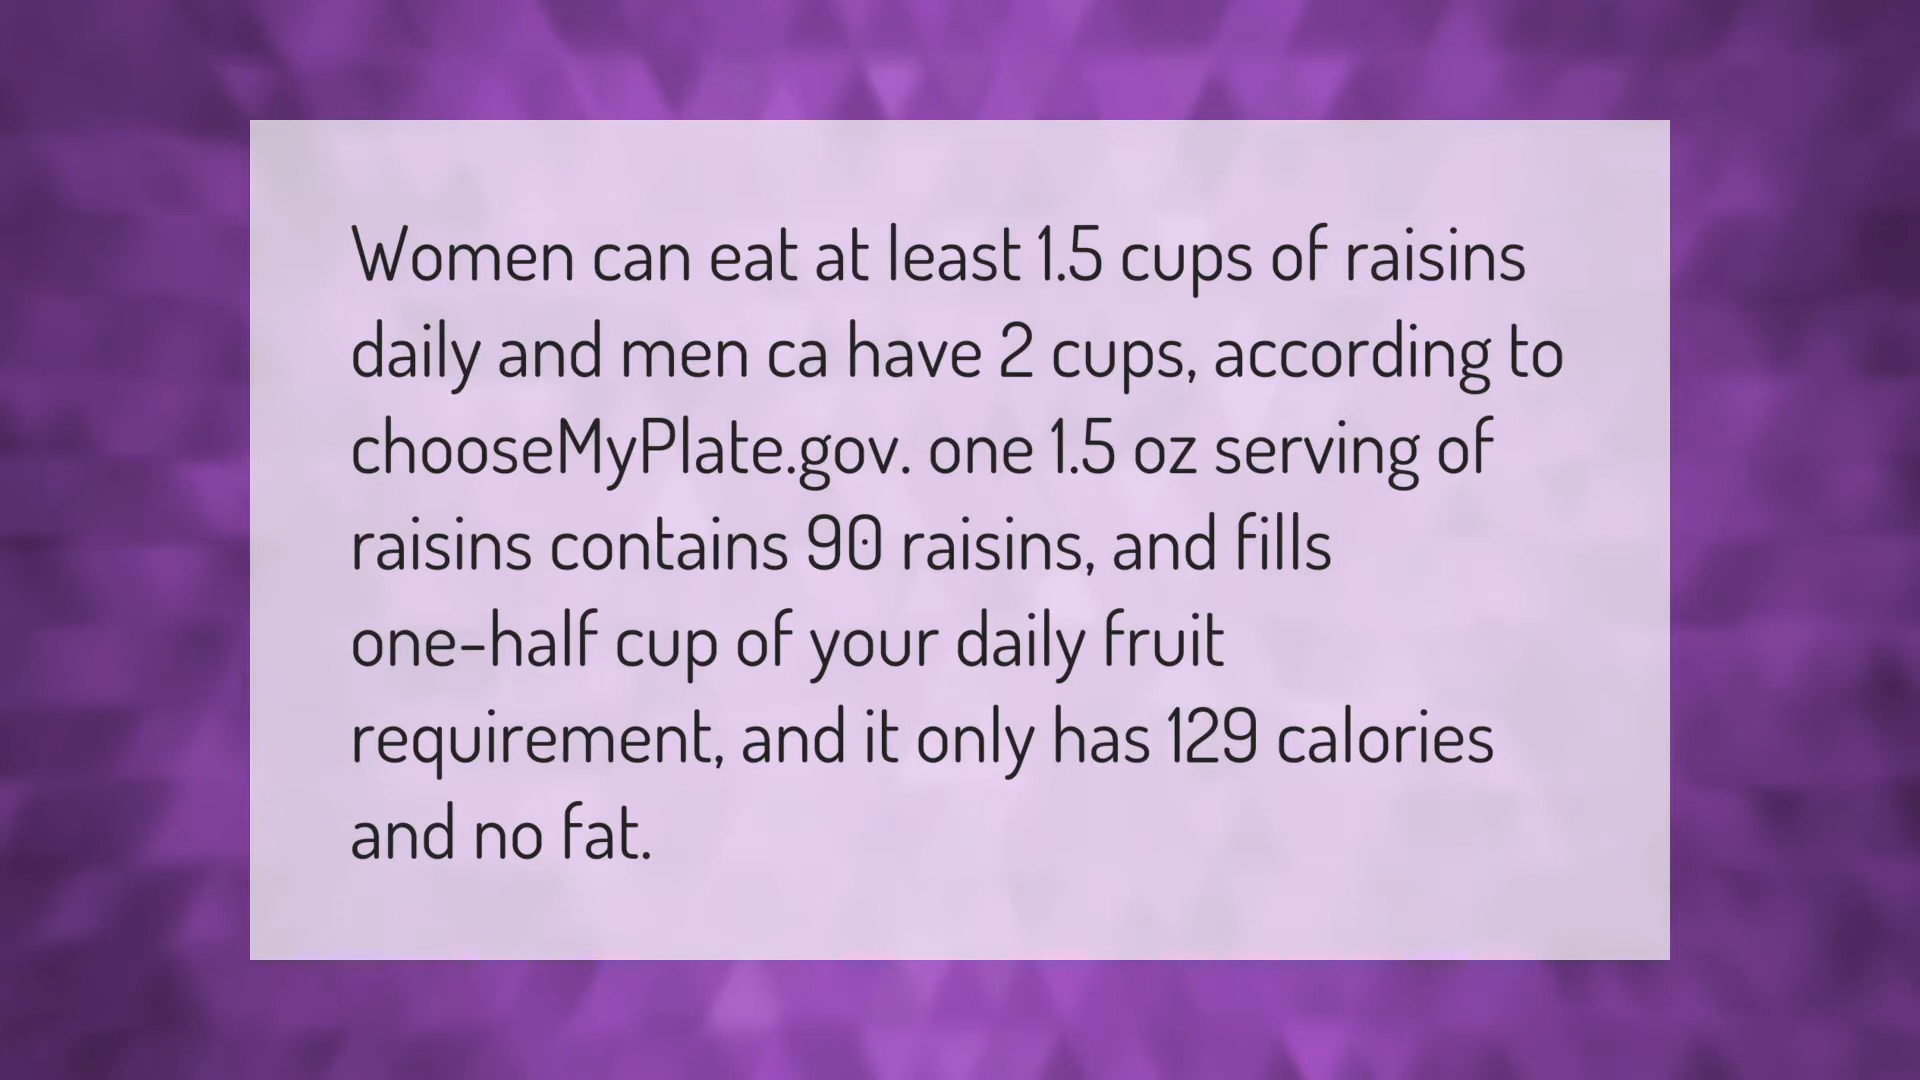 Women can eat at least 1.5 cups of raisins
daily and men ca have 2 cups, according to
chooseMyPlate.gov. one 1.5 oz serving of
raisins contains 90 raisins, and fills
one-half cup of your daily fruit
requirement, and it only has 129 calories
and no fat.